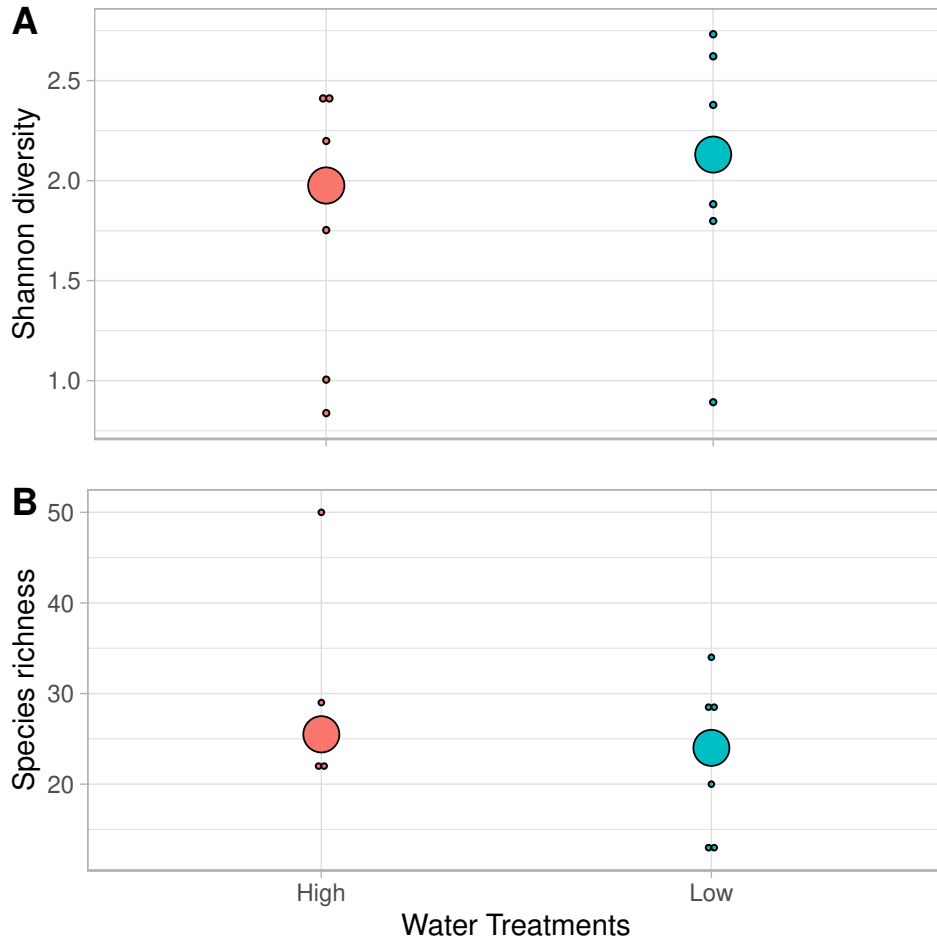 A
Shannon diversity
2.5
2.0
1.5
1.0
B
Species richness
50
40
30
20
High Low
Water Treatments